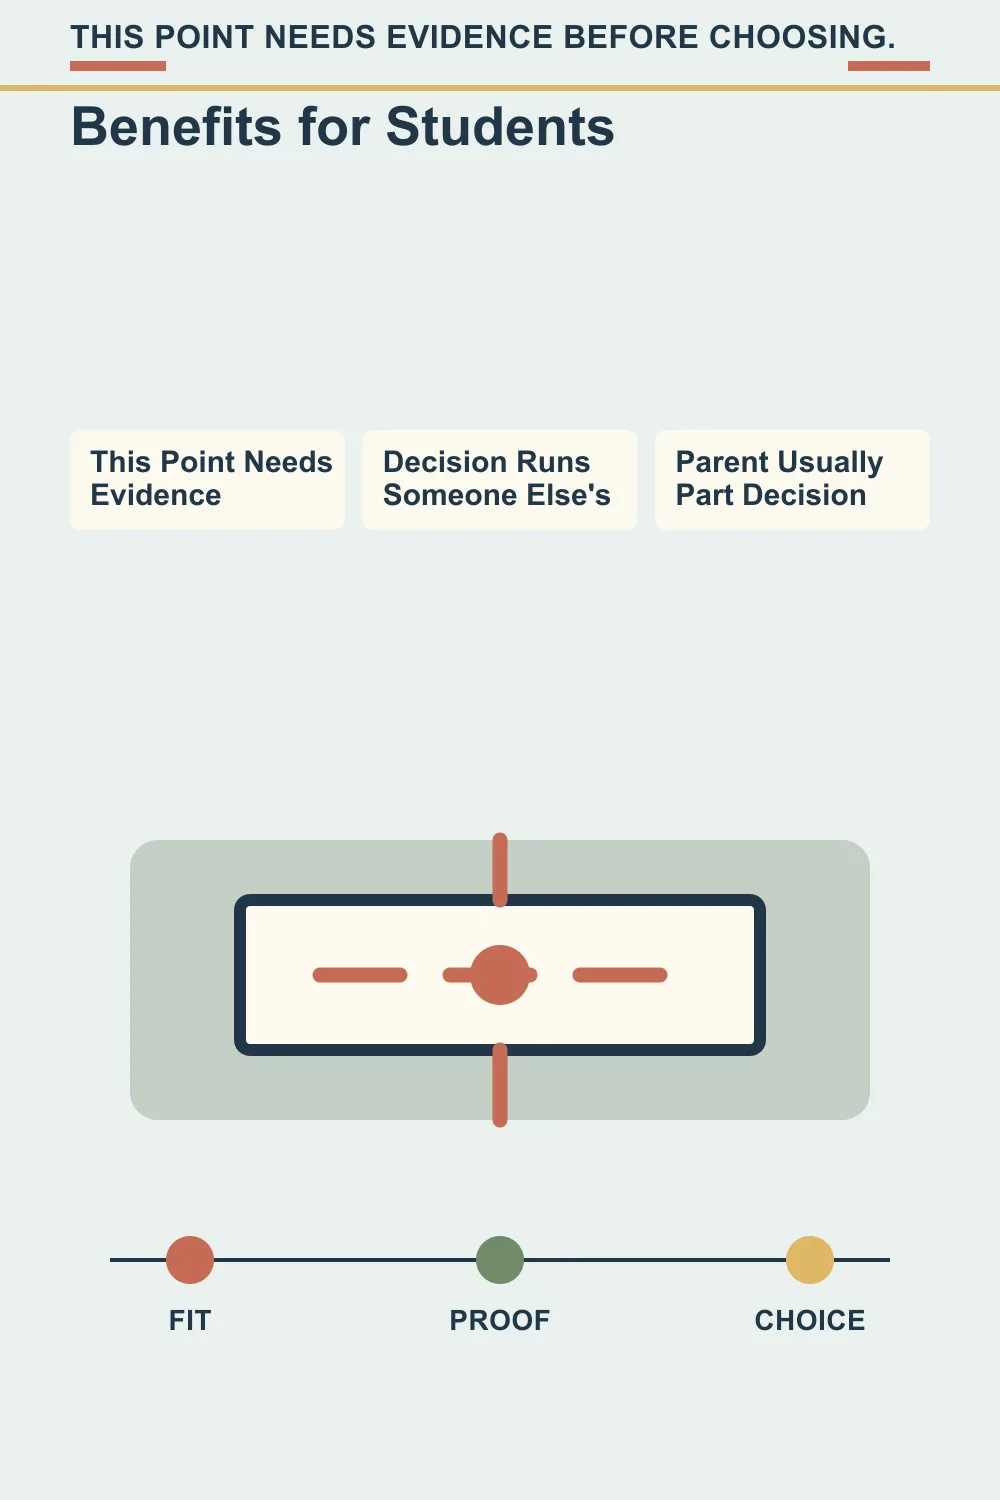 THIS POINT NEEDS EVIDENCE BEFORE CHOOSING.
Benefits for Students
This Point Needs
Evidence
Decision Runs
Someone Else's
Parent Usually
Part Decision
FIT
PROOF
CHOICE